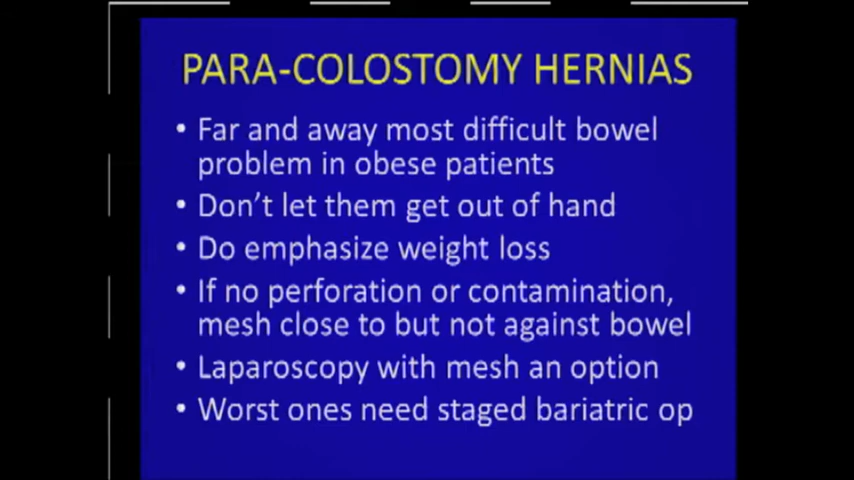 PARA-COLOSTOMY HERNIAS
• Far and away most difficult bowel
problem in obese patients
• Don't let them get out of hand
• Do emphasize weight loss
• If no perforation or contamination,
mesh close to but not against bowel
• Laparoscopy with mesh an option
• Worst ones need staged bariatric op